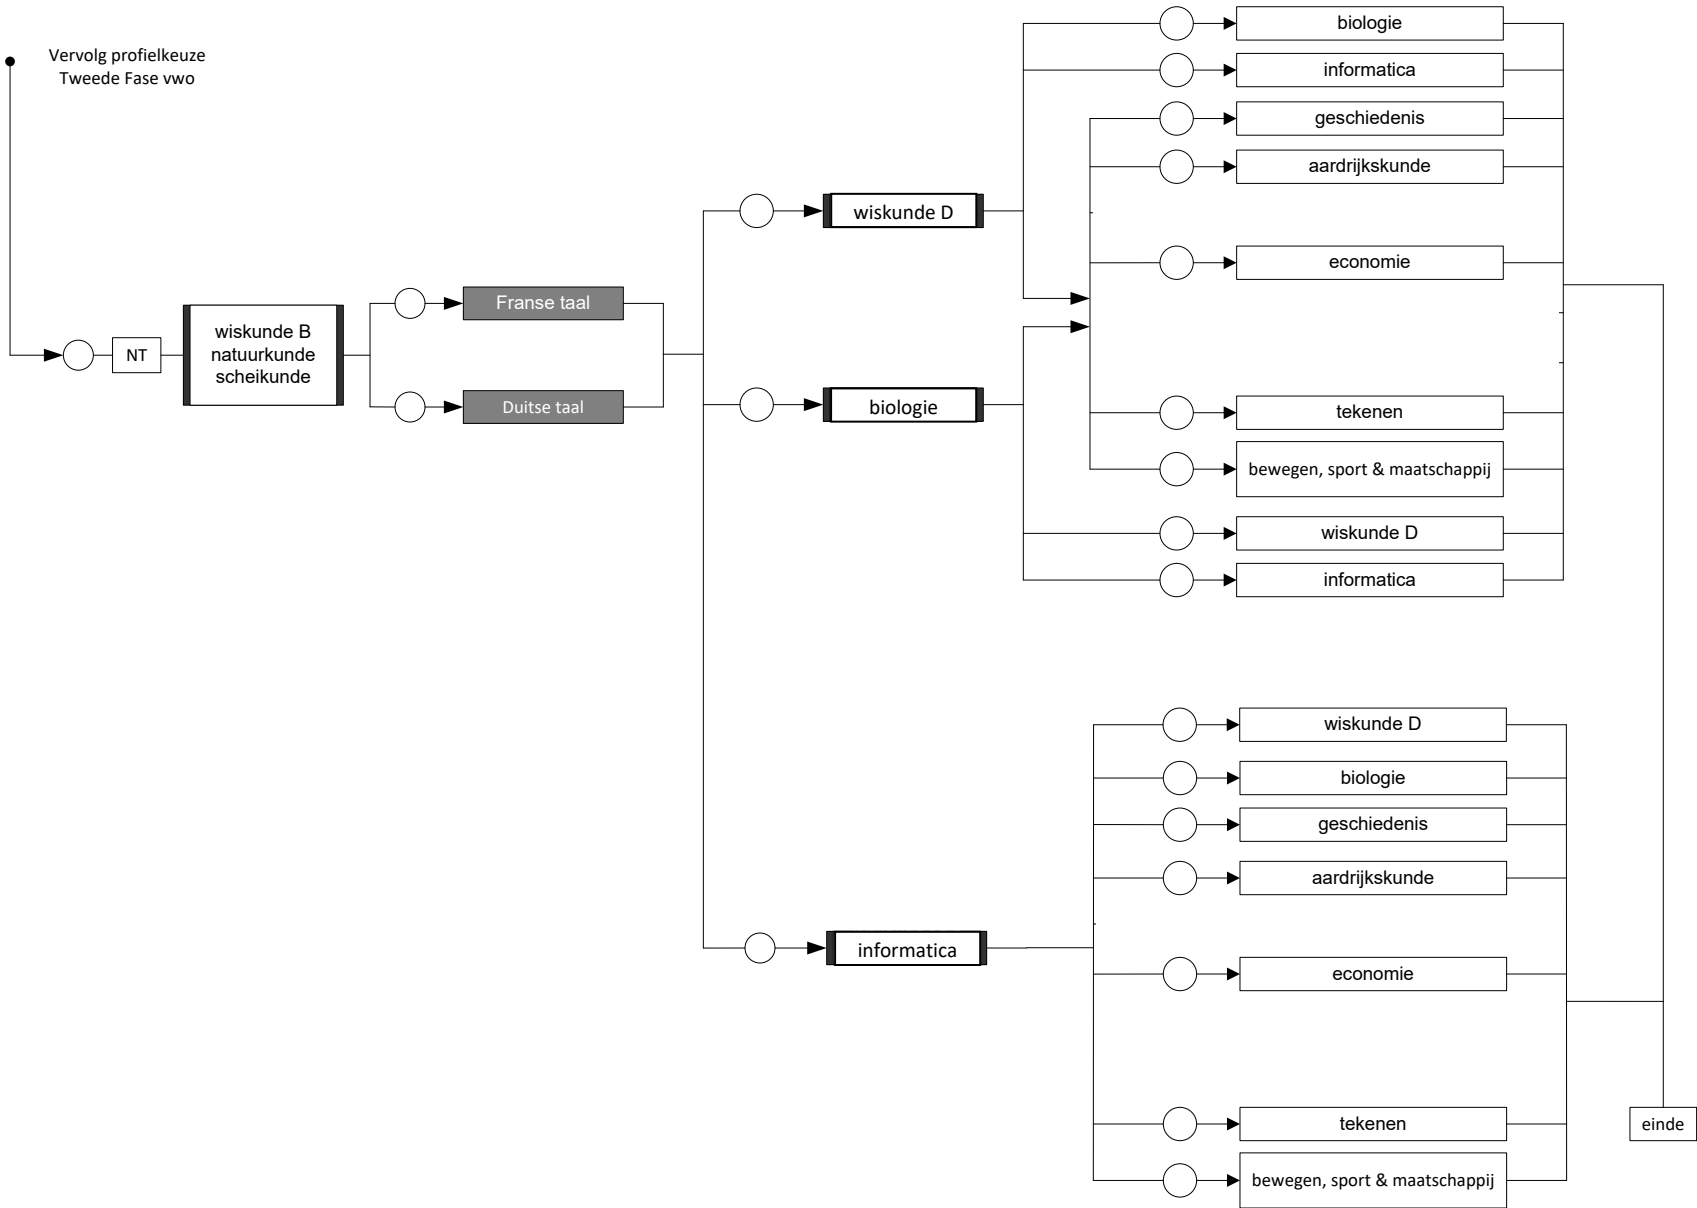 Vervolg profielkeuze
Tweede Fase vwo
NT
wiskunde B
natuurkunde
scheikunde
Franse taal
Duitse taal
wiskunde D
biologie
informatica
biologie
informatica
geschiedenis
aardrijkskunde
economie
tekenen
bewegen, sport & maatschappij
wiskunde D
informatica
wiskunde D
biologie
geschiedenis
aardrijkskunde
economie
tekenen
bewegen, sport & maatschappij
einde